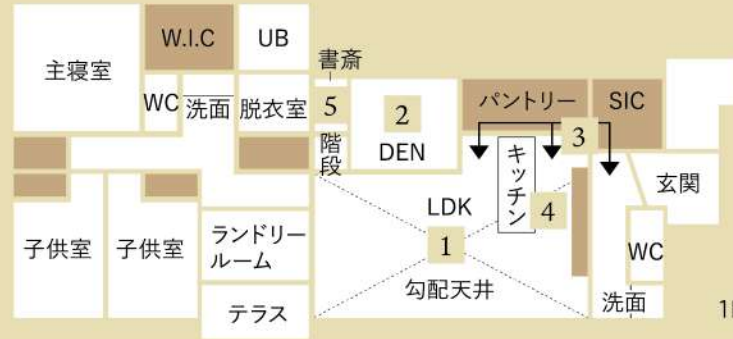 W.I.C
UB
主寝室
書斎
WC
洗面
脱衣室
5
2
DEN
パントリー
SIC
3
階段
キッチン
4
玄関
LDK
1
勾配天井
子供室
子供室
ランドリー
ルーム
テラス
WC
洗面